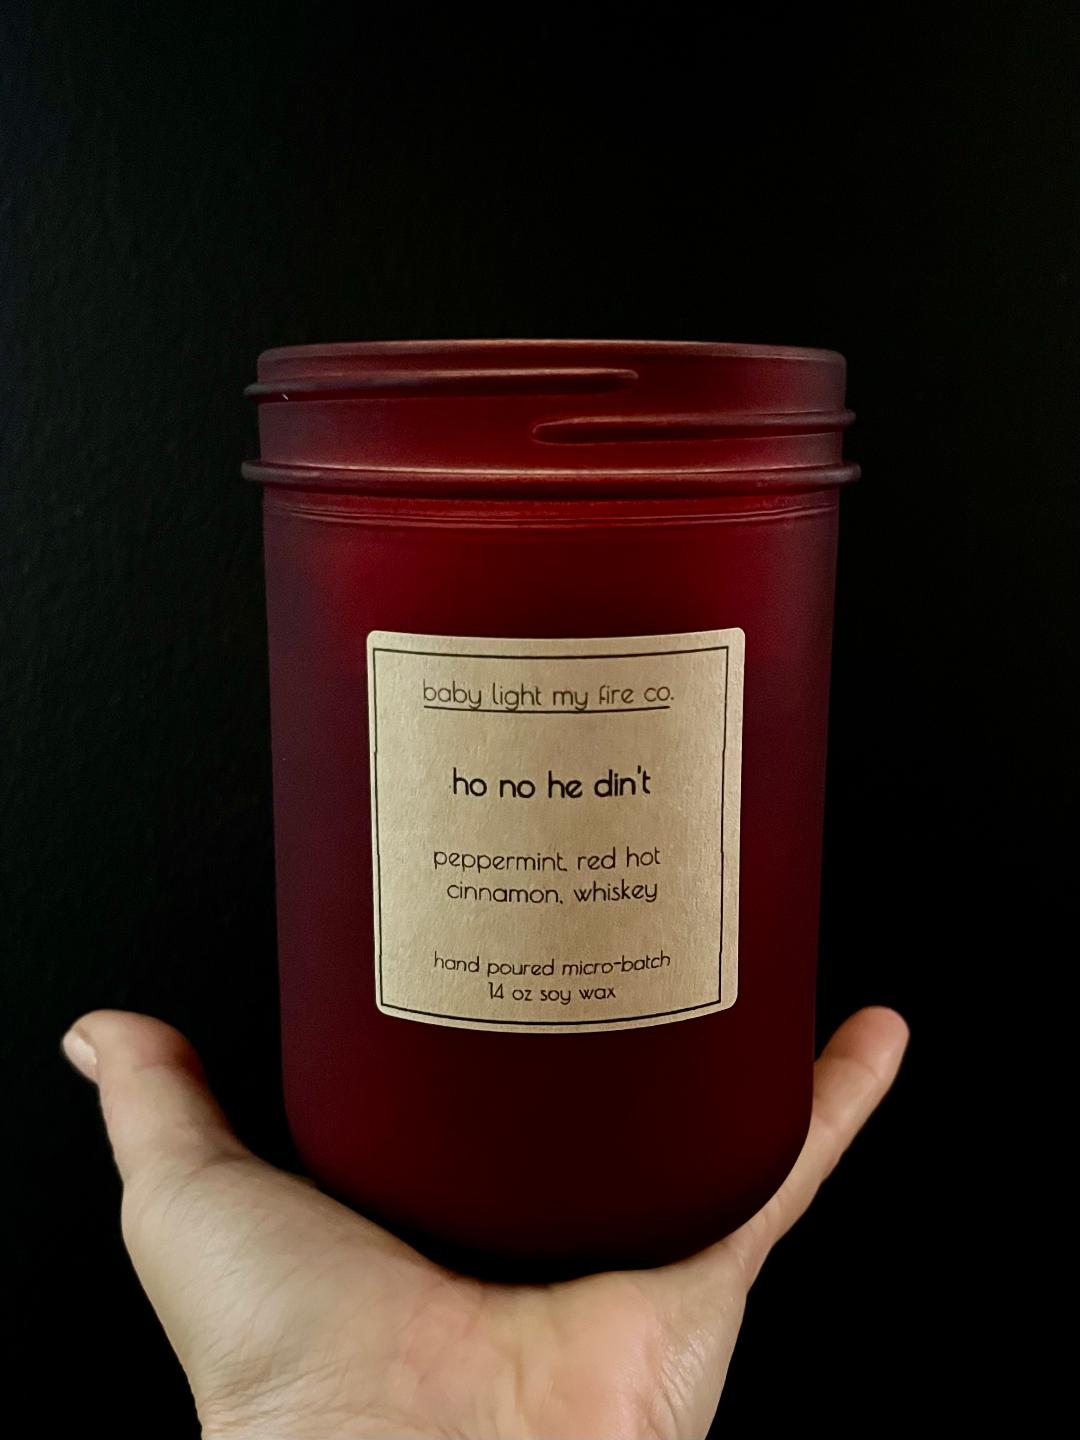 baby light my fire co.
ho no he din't
peppermint, red hot
cinnamon, whiskey
hand poured micro-batch
14 oz soy wax